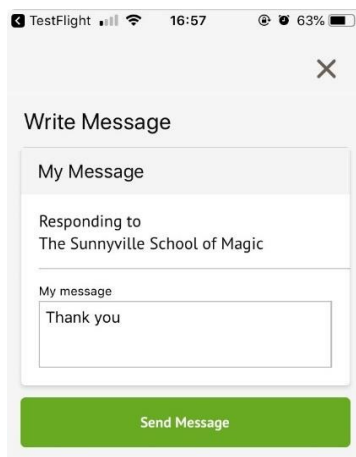 TestFlight 16:57 63%
Write Message
My Message
Responding to
The Sunnyville School of Magic
My message
Thank you
Send Message